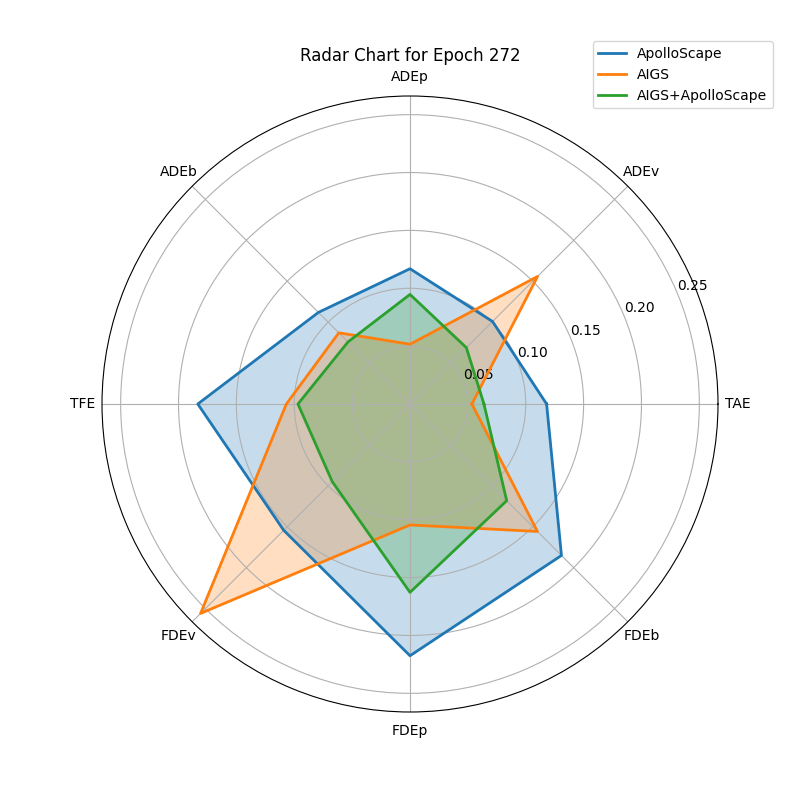 Radar Chart for Epoch 272
ApolloScape
AIGS
AIGS+ApolloScape
ADEp
ADEb
ADEv
0.25
0.20
0.15
0.10
0.05
TFE
TAE
FDEv
FDEb
FDEp